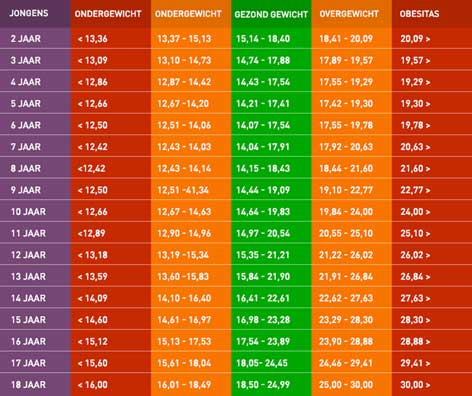 JONGENS ONDERGEWICHT ONDERGEWICHT GEZOND GEWICHT OVERGEWICHT OBESITAS
2 JAAR < 13,36 13,37 - 15,13 15,14 - 18,40 18,41 - 20,09 20,09 >
3 JAAR < 13,09 13,10 - 14,73 14,74 - 17,88 17,89 - 19,57 19,57 >
4 JAAR < 12,86 12,87 - 14,42 14,43 - 17,54 17,55 - 19,29 19,29 >
5 JAAR < 12,66 12,67 -14,20 14,21 - 17,41 17,42 - 19,30 19,30 >
6 JAAR < 12,50 12,51 - 14,06 14,07 - 17,54 17,55 - 19,78 19,78 >
7 JAAR < 12,42 12,43 - 14,03 14,04 - 17,91 17,92 - 20,63 20,63 >
8 JAAR <12,42 12,43 - 14,14 14,15 - 18,43 18,44 - 21,60 21,60 >
9 JAAR < 12,50 12,51 -41,34 14,44 - 19,09 19,10 - 22,77 22,77 >
10 JAAR < 12,66 12,67 - 14,63 14,64 - 19,83 19,84 - 24,00 24,00 >
11 JAAR <12,89 12,90 - 14,96 14,97 - 20,54 20,55 - 25,10 25,10 >
12 JAAR < 13,18 13,19 -15,34 15,35 - 21,21 21,22 - 26,02 26,02 >
13 JAAR < 13,59 13,60 -15,83 15,84 - 21,90 21,91 - 26,84 26,84 >
14 JAAR < 14,09 14,10 - 16,40 16,41 - 22,61 22,62 - 27,63 27,63 >
15 JAAR < 14,60 14,61 - 16,97 16,98 - 23,28 23,29 - 28,30 28,30 >
16 JAAR < 15,12 15,13 - 17,53 17,54 - 23,89 23,90 - 28,88 28,88 >
17 JAAR < 15,60 15,61 - 18,04 18,05- 24,45 24,46 - 29,41 29,41 >
18 JAAR < 16,00 16,01 - 18,49 18,50 - 24,99 25,00 - 30,00 30,00 >